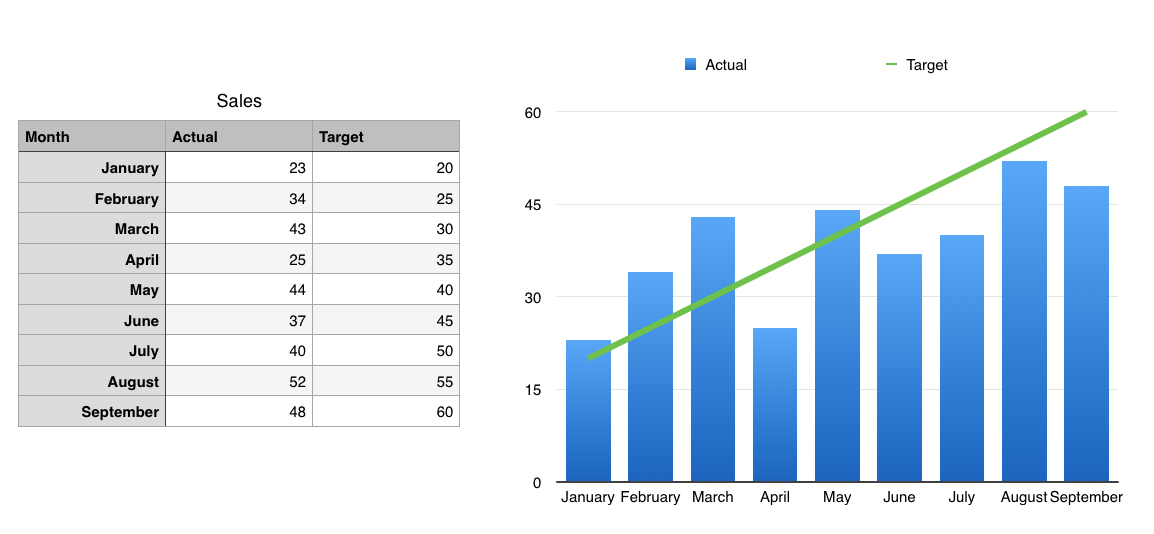 Sales
Month Actual Target
January 23 20
February 34 25
March 43 30
April 25 35
May 44 40
June 37 45
July 40 50
August 52 55
September 48 60
Actual Target
60
45
30
15
0
January February March April May June July August September